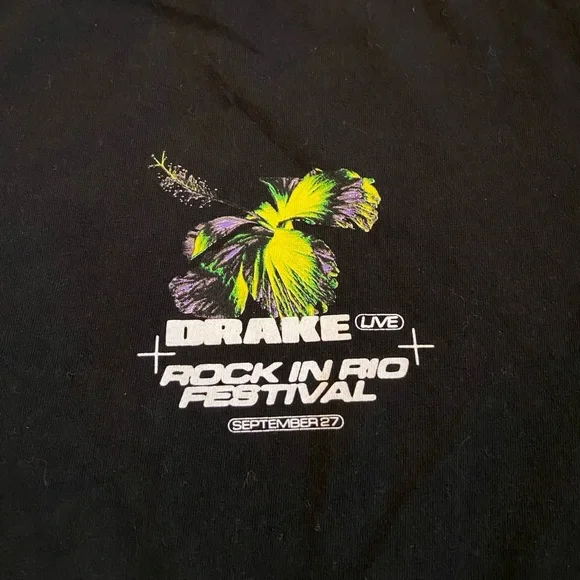 DRAKE LIVE
ROCK IN RIO
FESTIVAL
SEPTEMBER 27